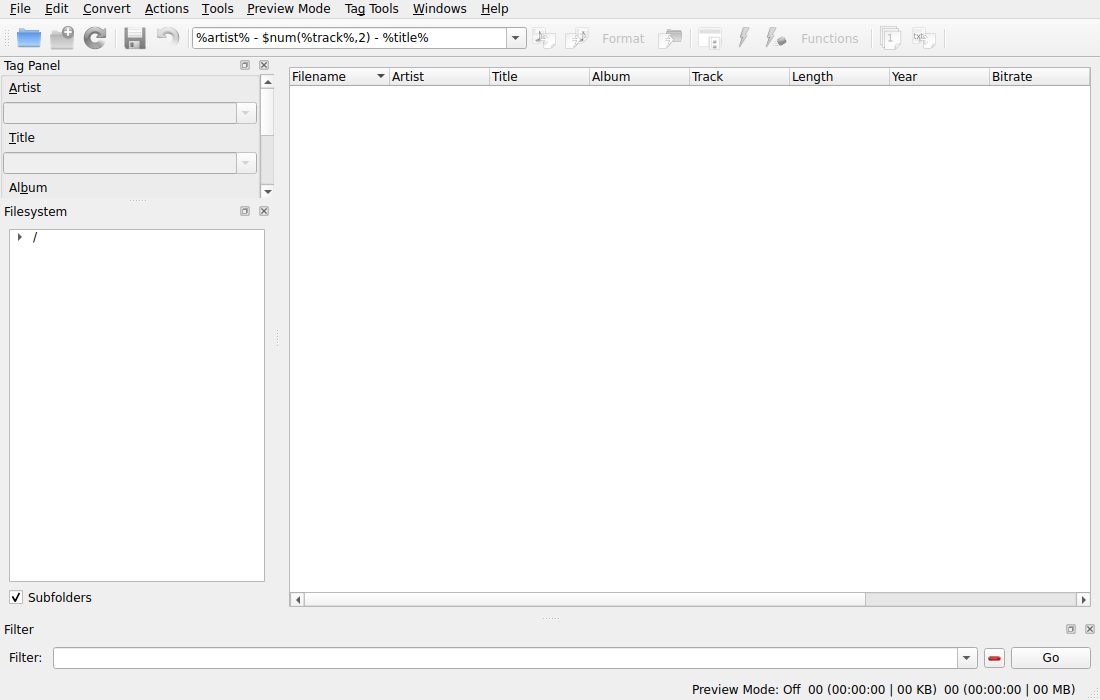 File Edit Convert Actions Tools Preview Mode Tag Tools Windows Help
%artist% - $num(%track%,2) - %title% Format Functions
Tag Panel
Artist
Title
Album
Filesystem
/
Subfolders
Filename Artist Title Album Track Length Year Bitrate
Filter
Filter: Go
Preview Mode: Off 00 (00:00:00 | 00 KB) 00 (00:00:00 | 00 MB)